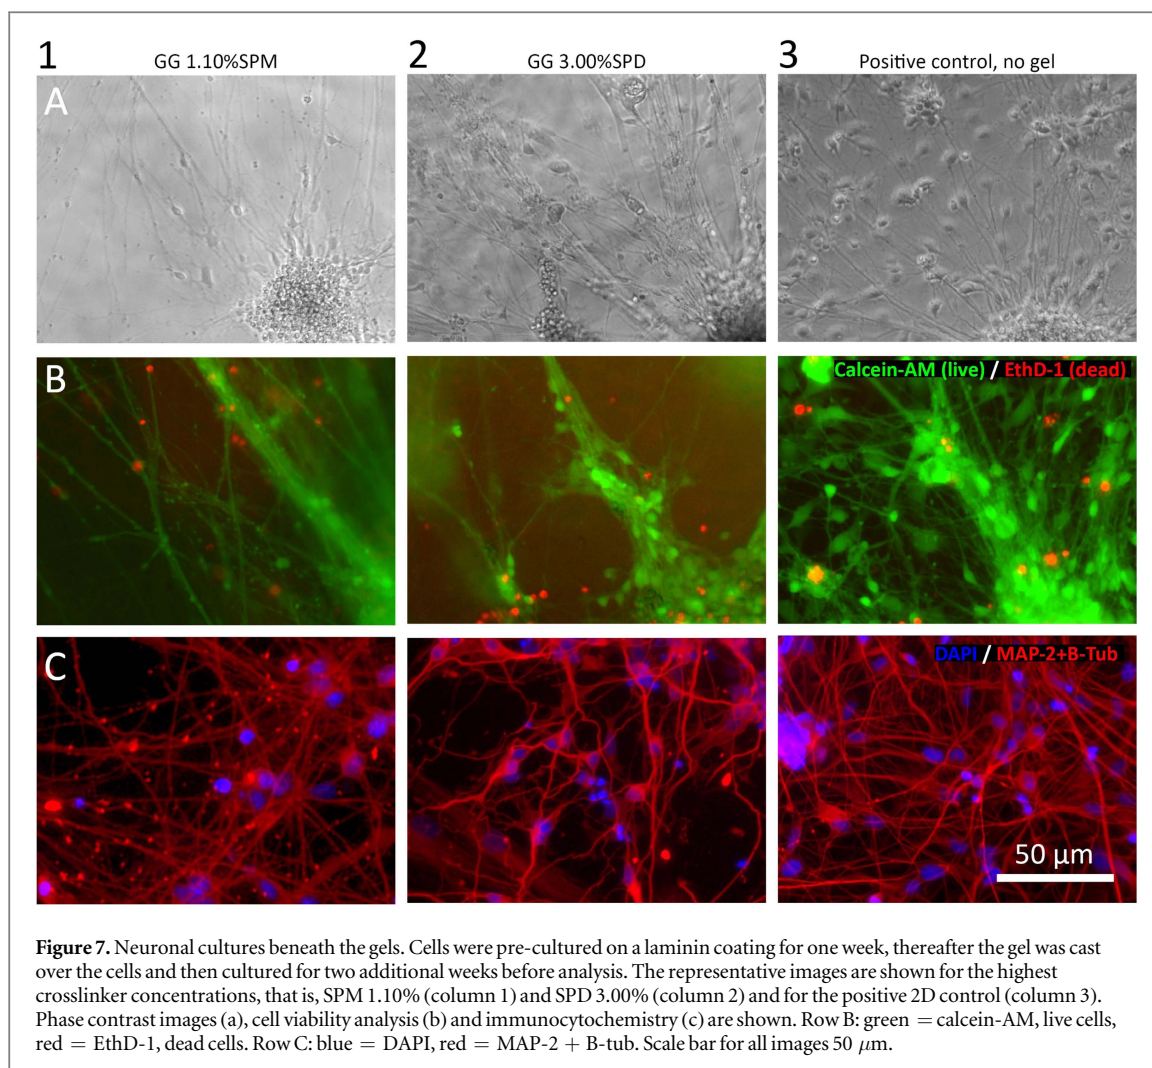 1 2 3
GG 1.10%SPM GG 3.00%SPD Positive control, no gel
A
B Calcein-AM (live) / EthD-1 (dead)
C DAPI / MAP-2+B-Tub
50 µm
Figure 7. Neuronal cultures beneath the gels. Cells were pre-cultured on a laminin coating for one week, thereafter the gel was cast
over the cells and then cultured for two additional weeks before analysis. The representative images are shown for the highest
crosslinker concentrations, that is, SPM 1.10% (column 1) and SPD 3.00% (column 2) and for the positive 2D control (column 3).
Phase contrast images (a), cell viability analysis (b) and immunocytochemistry (c) are shown. Row B: green = calcein-AM, live cells,
red = EthD-1, dead cells. Row C: blue = DAPI, red = MAP-2 + B-tub. Scale bar for all images 50 μm.